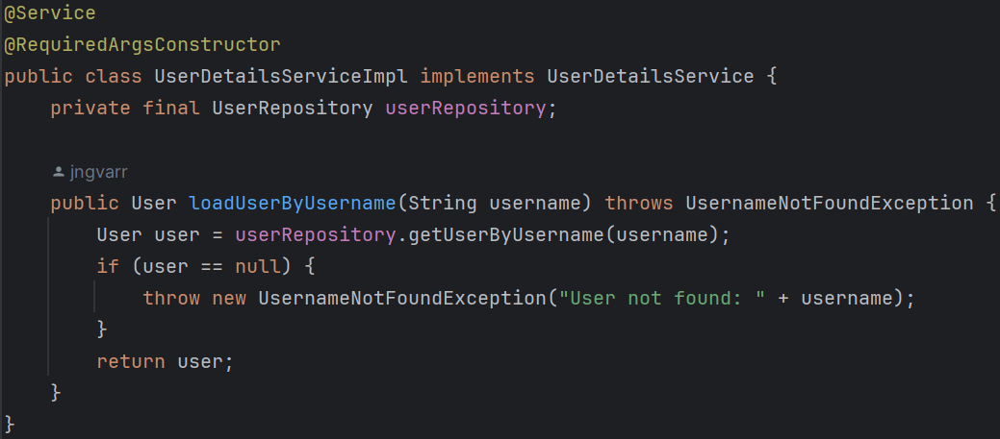 @Service
@RequiredArgsConstructor
public class UserDetailsServiceImpl implements UserDetailsService {
    private final UserRepository userRepository;
    jngvarr
    public User loadUserByUsername(String username) throws UsernameNotFoundException {
        User user = userRepository.getUserByUsername(username);
        if (user == null) {
            throw new UsernameNotFoundException("User not found: " + username);
        }
        return user;
    }
}